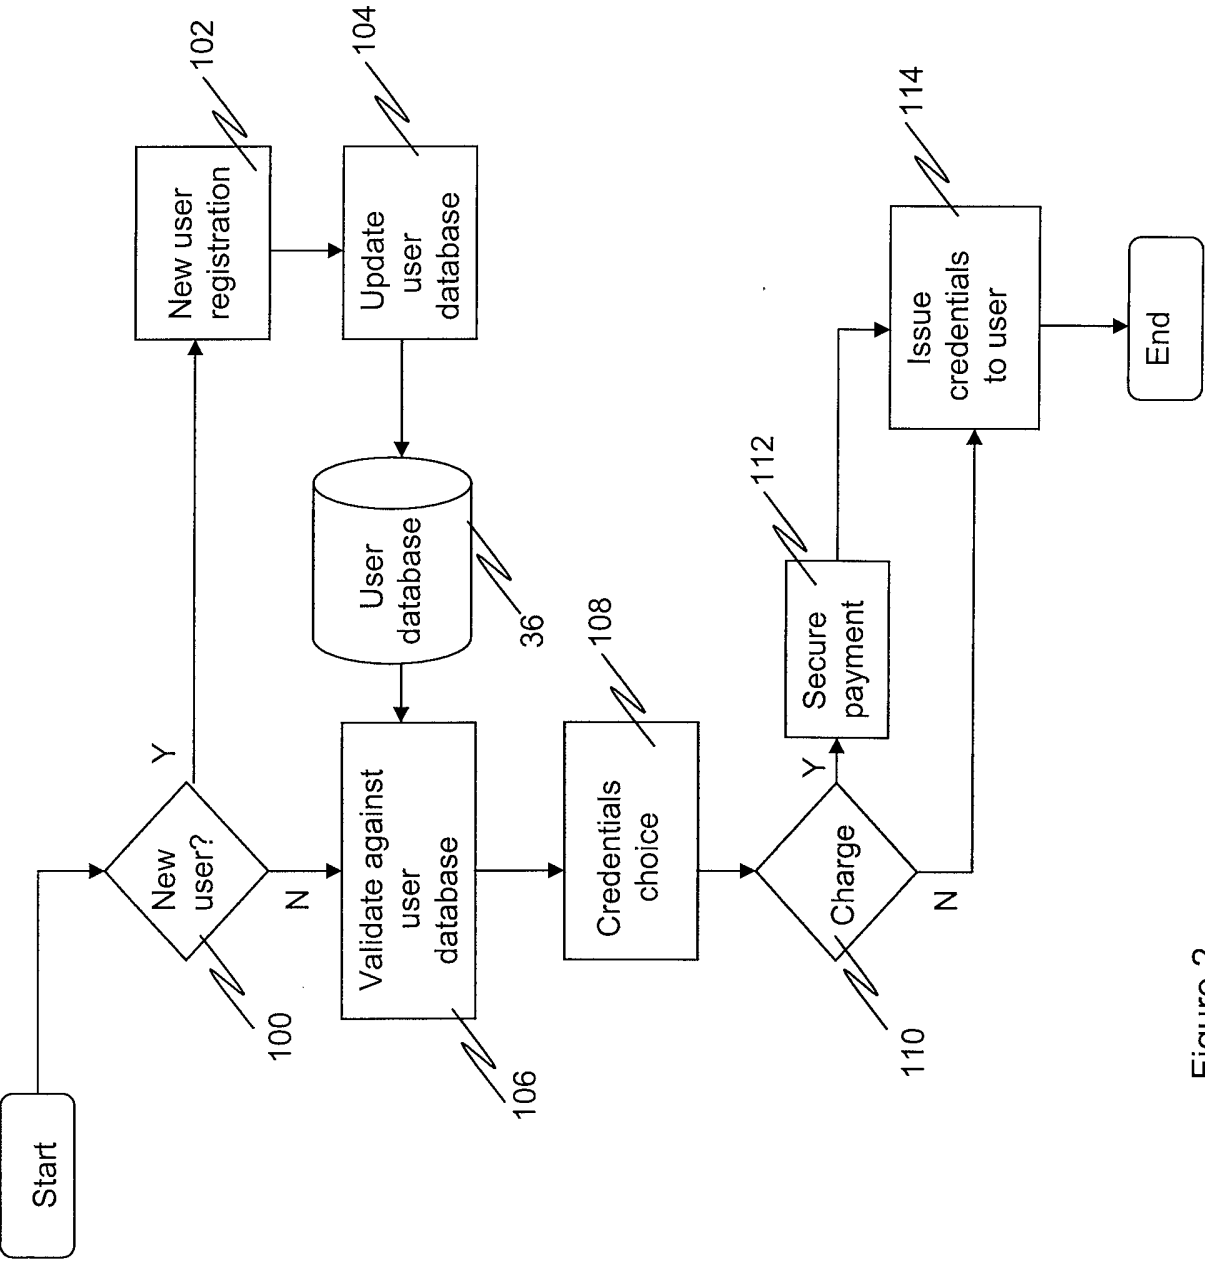 Start
New
user?
100
Y
N
New user
registration
102
Update
user
database
104
User
database
36
Validate against
user
database
106
Credentials
choice
108
Charge
110
Y
N
Secure
payment
112
Issue
credentials
to user
114
End
Figure 2